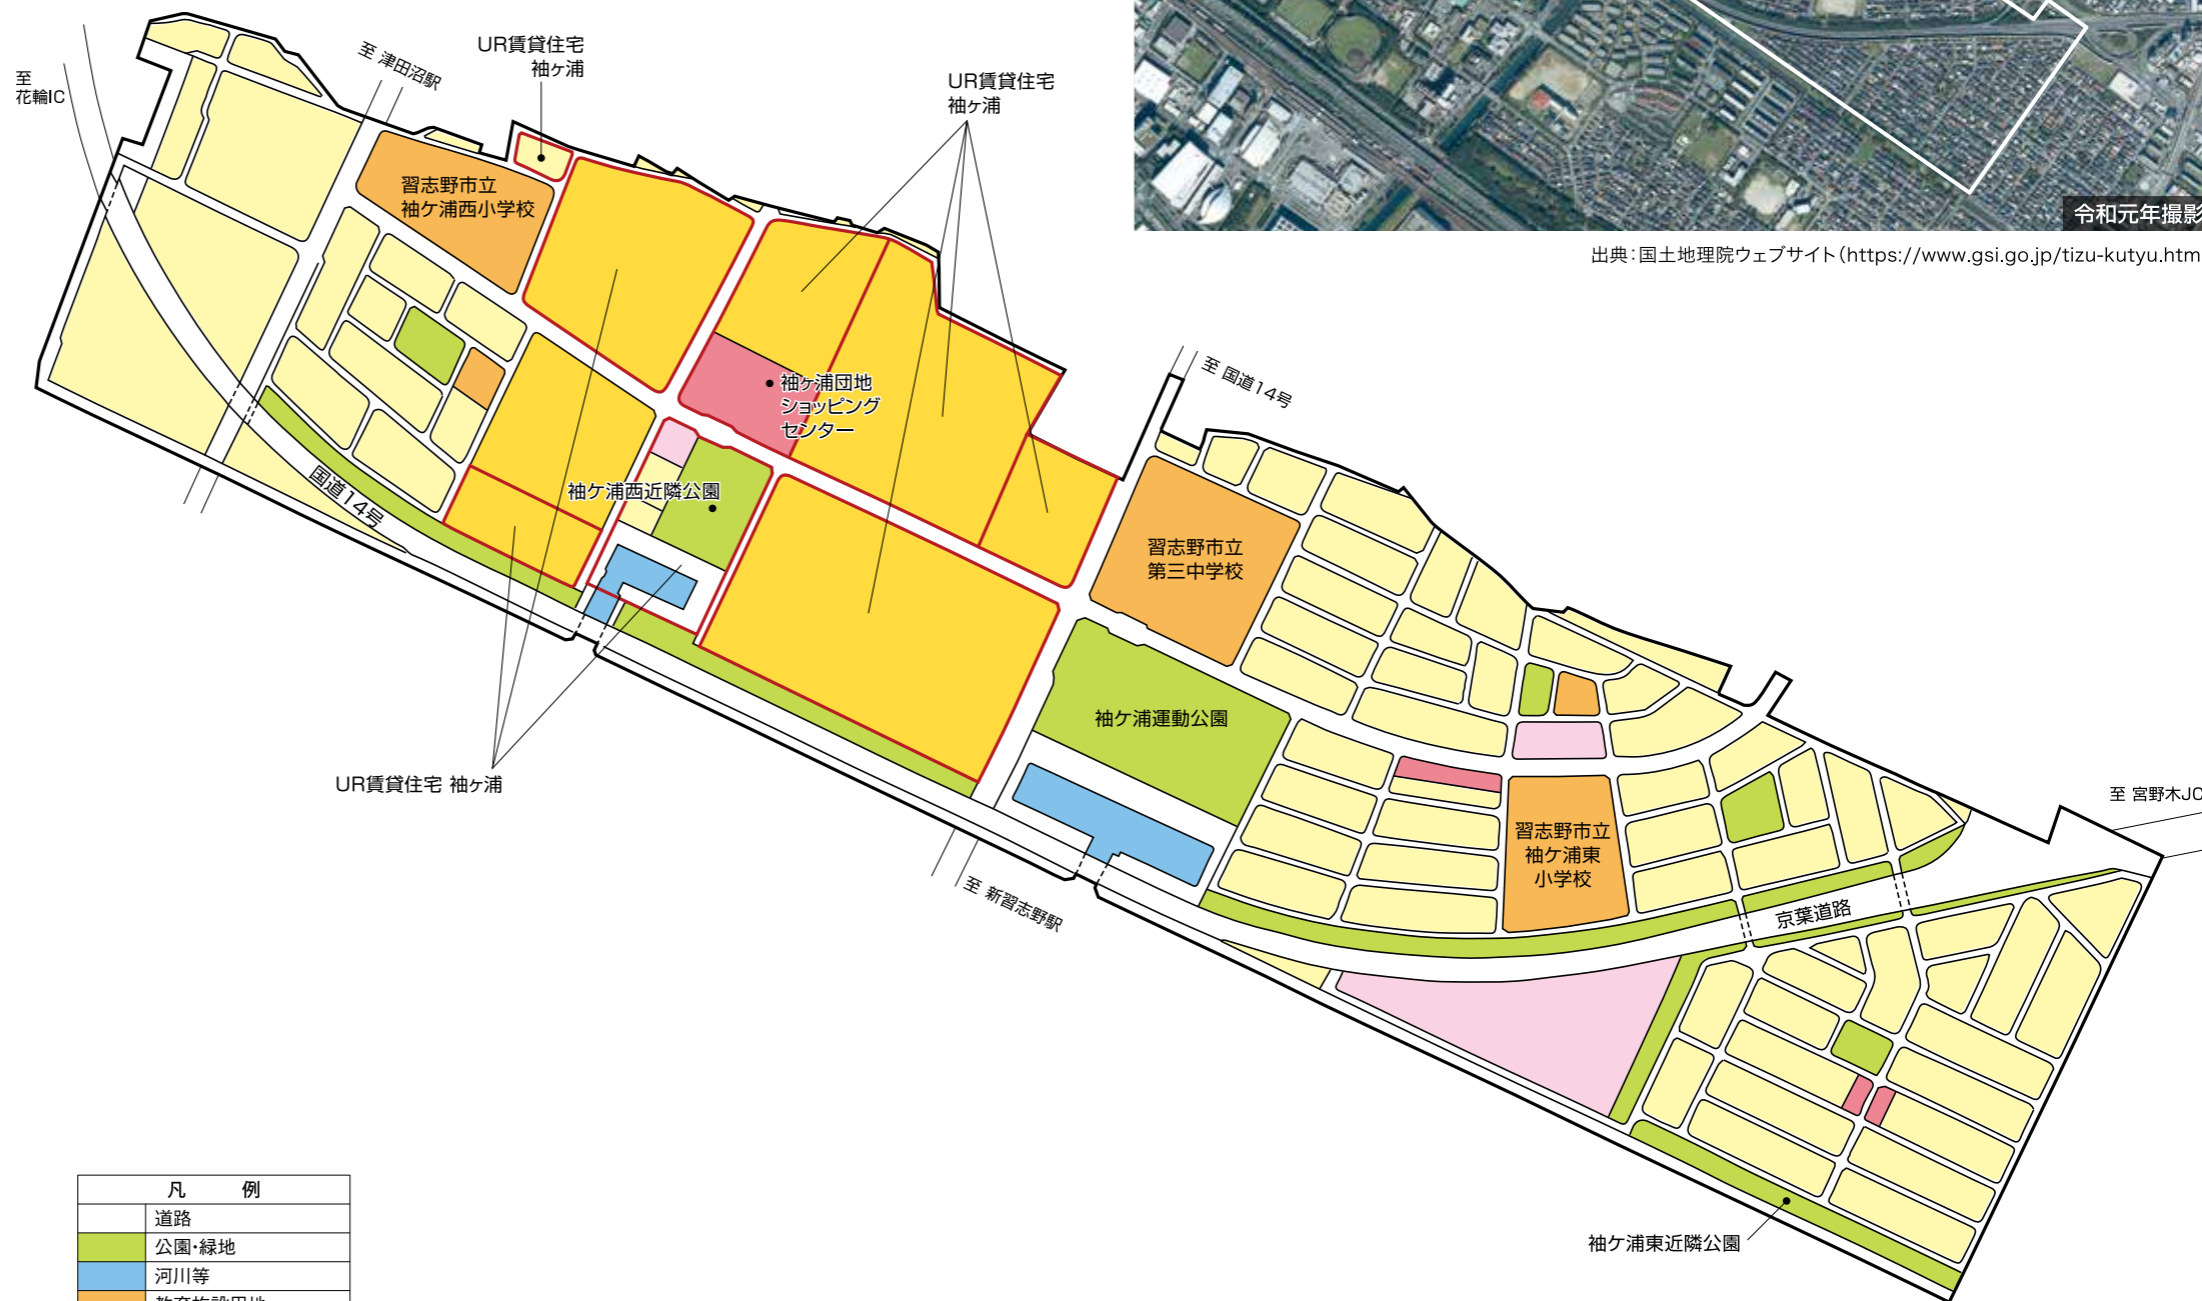 至
花輪IC
至 津田沼駅
UR賃貸住宅
袖ヶ浦
UR賃貸住宅
袖ヶ浦
令和元年撮影
出典：国土地理院ウェブサイト（https://www.gsi.go.jp/tizu-kutyu.htm
習志野市立
袖ケ浦西小学校
至 国道14号
袖ヶ浦団地
ショッピング
センター
国道14号
袖ケ浦西近隣公園
習志野市立
第三中学校
袖ケ浦運動公園
UR賃貸住宅 袖ヶ浦
至 宮野木JC
習志野市立
袖ケ浦東
小学校
至 新習志野駅
京葉道路
袖ケ浦東近隣公園
凡 例
道路
公園・緑地
河川等